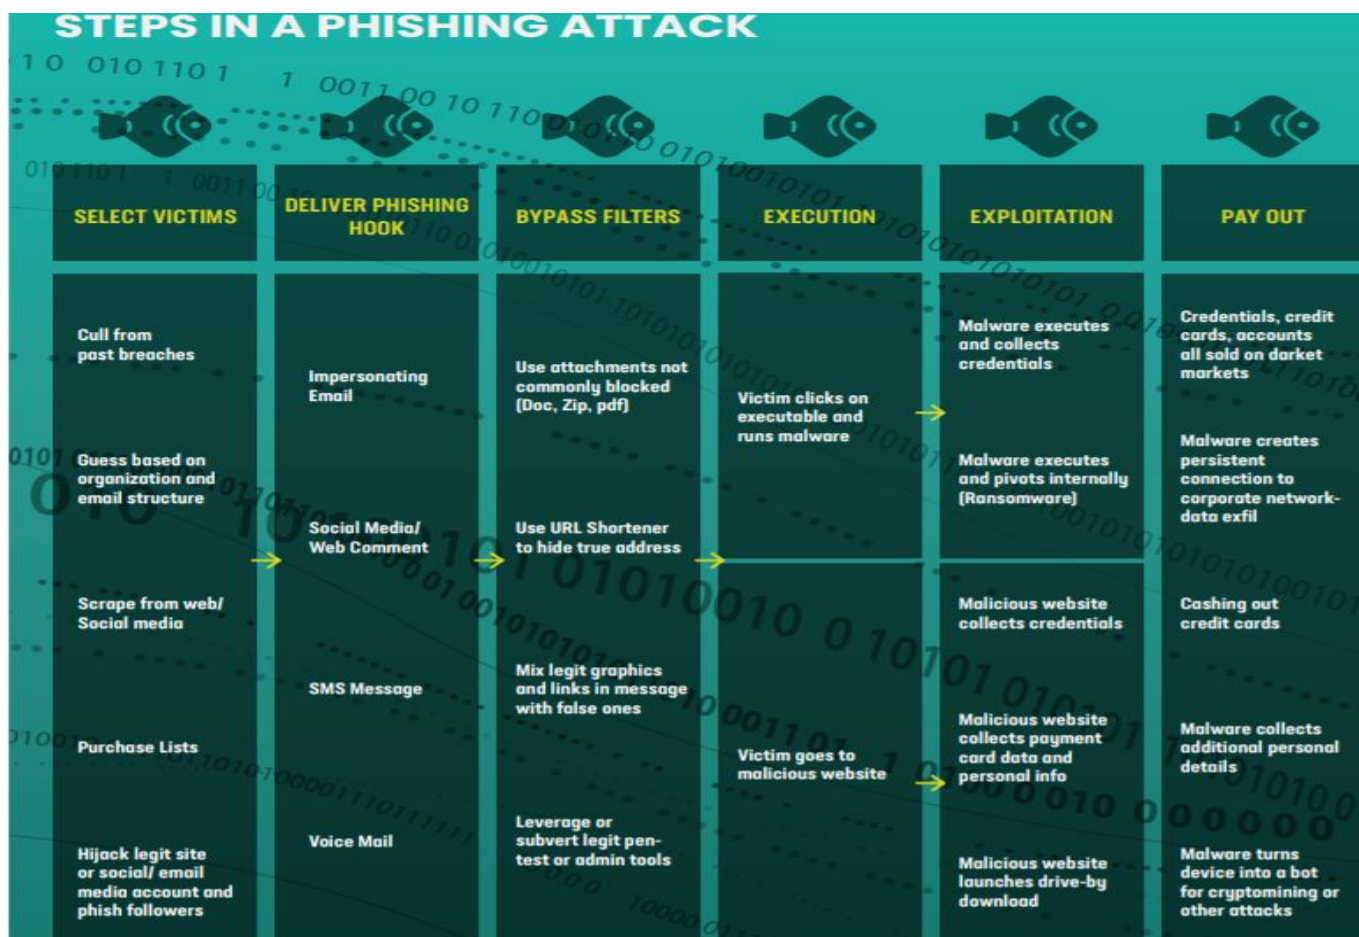 STEPS IN A PHISHING ATTACK
SELECT VICTIMS
Cull from
past breaches
Guess based on
organization and
email structure
Scrape from web/
Social media
Purchase Lists
Hijack legit site
or social/ email
media account and
phish followers
DELIVER PHISHING
HOOK
Impersonating
Email
Social Media/
Web Comment
SMS Message
Voice Mail
BYPASS FILTERS
Use attachments not
commonly blocked
(Doc, Zip, pdf)
Use URL Shortener
to hide true address
Mix legit graphics
and links in message
with false ones
Leverage or
subvert legit pen-
test or admin tools
EXECUTION
Victim clicks on
executable and
runs malware
Victim goes to
malicious website
EXPLOITATION
Malware executes
and collects
credentials
Malware executes
and pivots internally
(Ransomware)
Malicious website
collects credentials
Malicious website
collects payment
card data and
personal info
Malicious website
launches drive-by
download
PAY OUT
Credentials, credit
cards, accounts
all sold on darket
markets
Malware creates
persistent
connection to
corporate network-
data exfil
Cashing out
credit cards
Malware collects
additional personal
details
Malware turns
device into a bot
for cryptomining or
other attacks